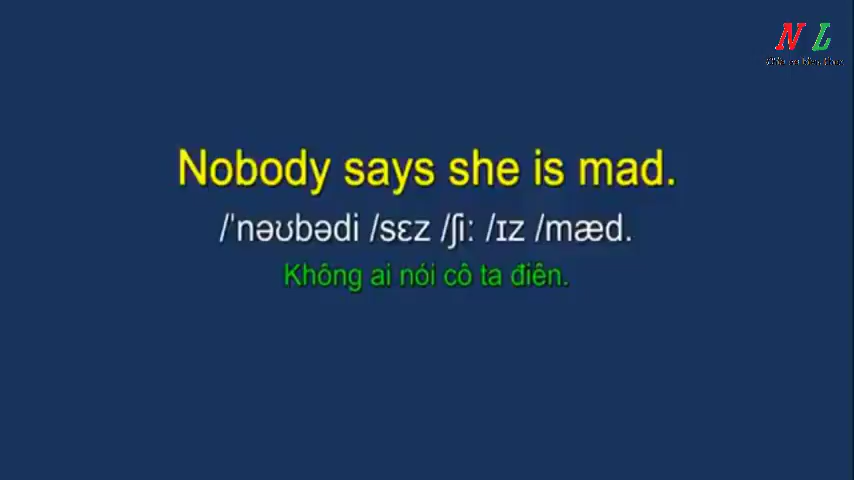 N L
Nobody says she is mad.
/ˈnəʊbədi /sɛz /ʃiː /ɪz /mæd.
Không ai nói cô ta điên.